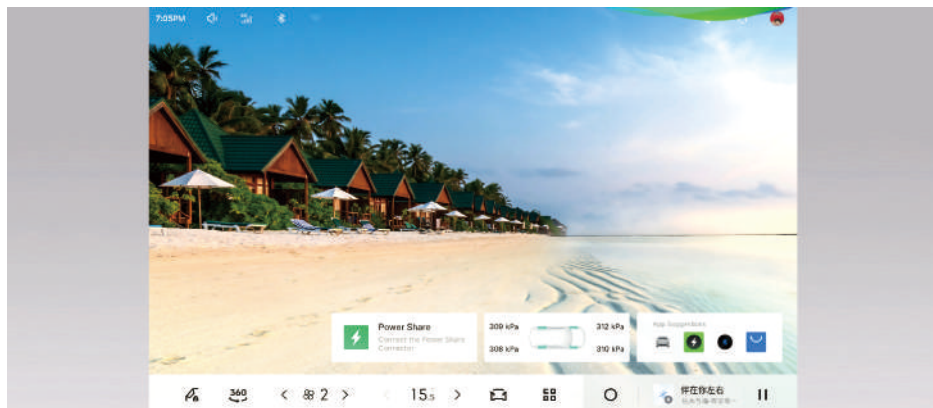 7:05PM
Power Share
Connect the Power Share
Connector
309 kPa
312 kPa
308 kPa
310 kPa
App Suggestions
360
2
15.5
伴在你左右